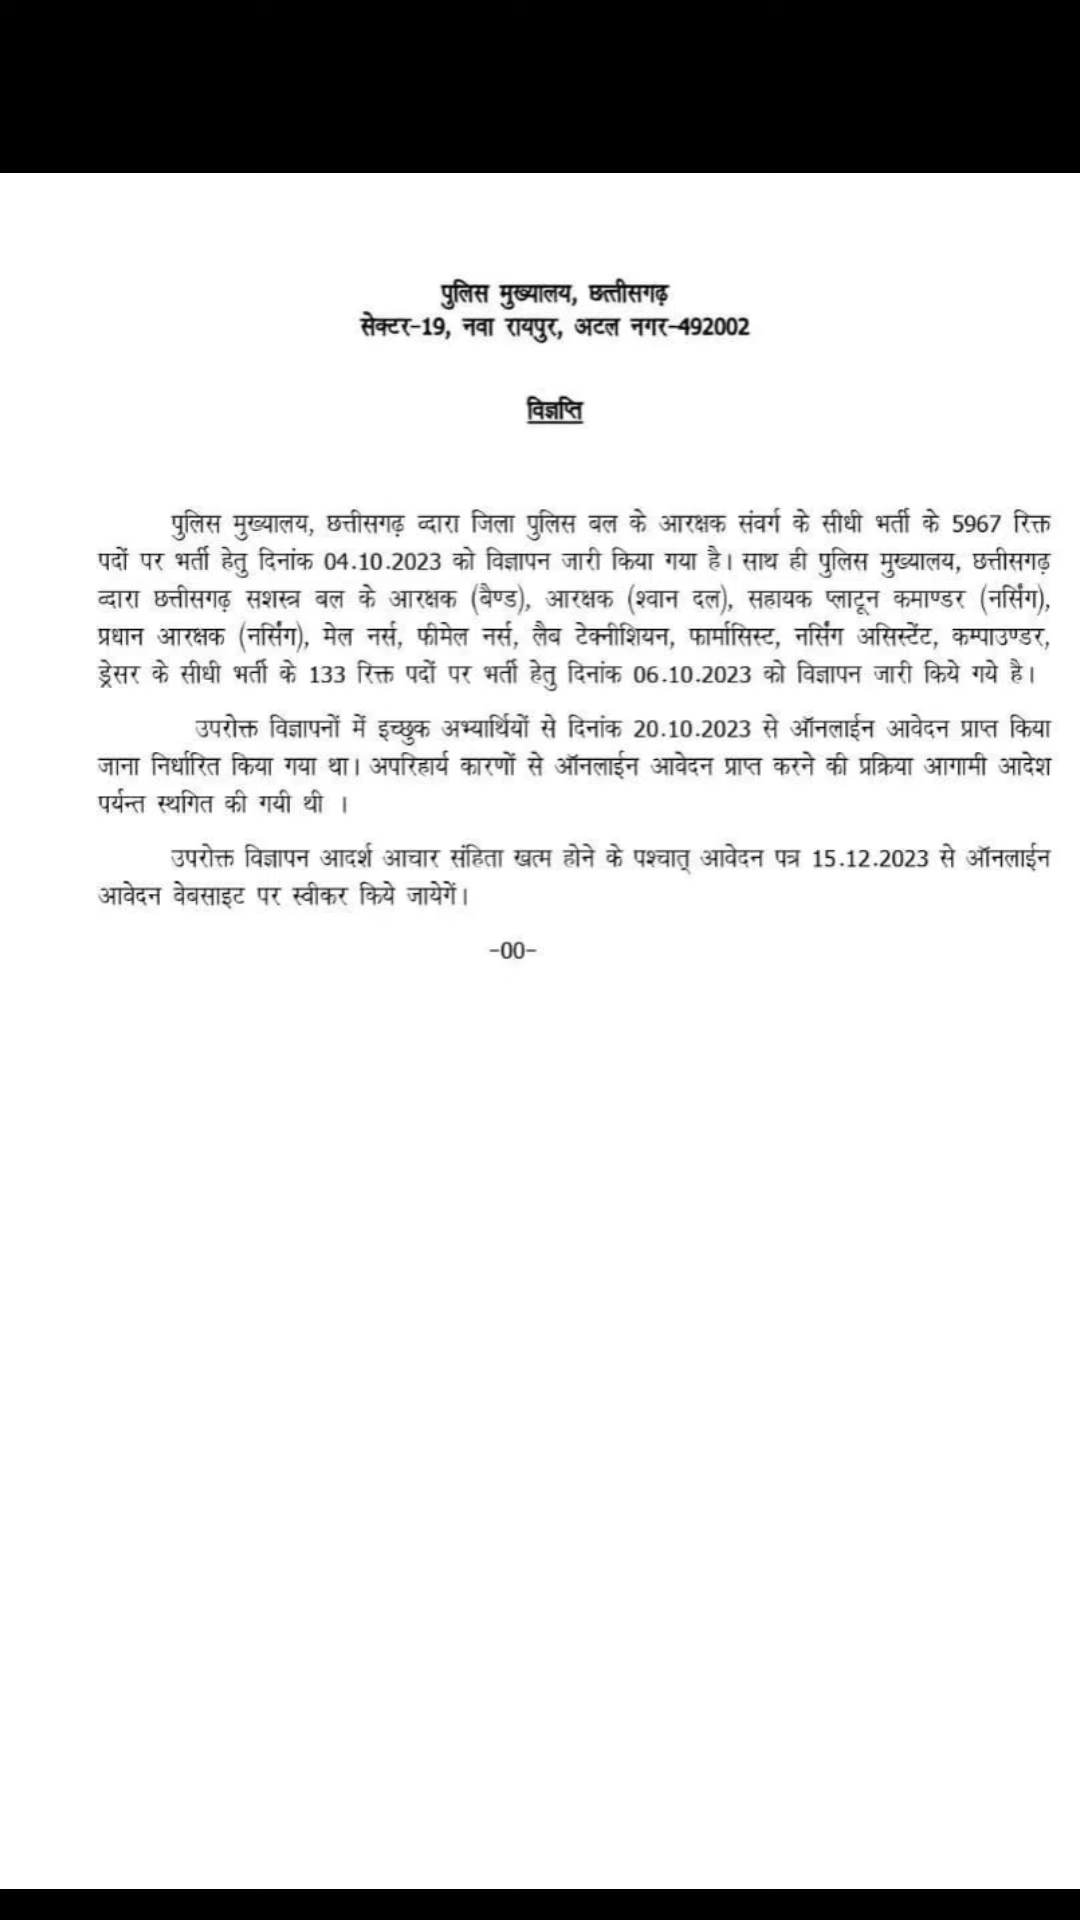 पुलिस मुख्यालय, छत्तीसगढ़
सेक्टर-19, नवा रायपुर, अटल नगर-492002
विज्ञप्ति
पुलिस मुख्यालय, छत्तीसगढ़ व्दारा जिला पुलिस बल के आरक्षक संवर्ग के सीधी भर्ती के 5967 रिक्त
पदों पर भर्ती हेतु दिनांक 04.10.2023 को विज्ञापन जारी किया गया है। साथ ही पुलिस मुख्यालय, छत्तीसगढ़
व्दारा छत्तीसगढ़ सशस्त्र बल के आरक्षक (बैण्ड), आरक्षक (श्वान दल), सहायक प्लाटून कमाण्डर (नर्सिंग),
प्रधान आरक्षक (नर्सिंग), मेल नर्स, फीमेल नर्स, लैब टेक्नीशियन, फार्मासिस्ट, नर्सिंग असिस्टेंट, कम्पाउण्डर,
ड्रेसर के सीधी भर्ती के 133 रिक्त पदों पर भर्ती हेतु दिनांक 06.10.2023 को विज्ञापन जारी किये गये है।
उपरोक्त विज्ञापनों में इच्छुक अभ्यार्थियों से दिनांक 20.10.2023 से ऑनलाईन आवेदन प्राप्त किया
जाना निर्धारित किया गया था। अपरिहार्य कारणों से ऑनलाईन आवेदन प्राप्त करने की प्रक्रिया आगामी आदेश
पर्यन्त स्थगित की गयी थी ।
उपरोक्त विज्ञापन आदर्श आचार संहिता खत्म होने के पश्चात् आवेदन पत्र 15.12.2023 से ऑनलाईन
आवेदन वेबसाइट पर स्वीकर किये जायेगें।
-00-